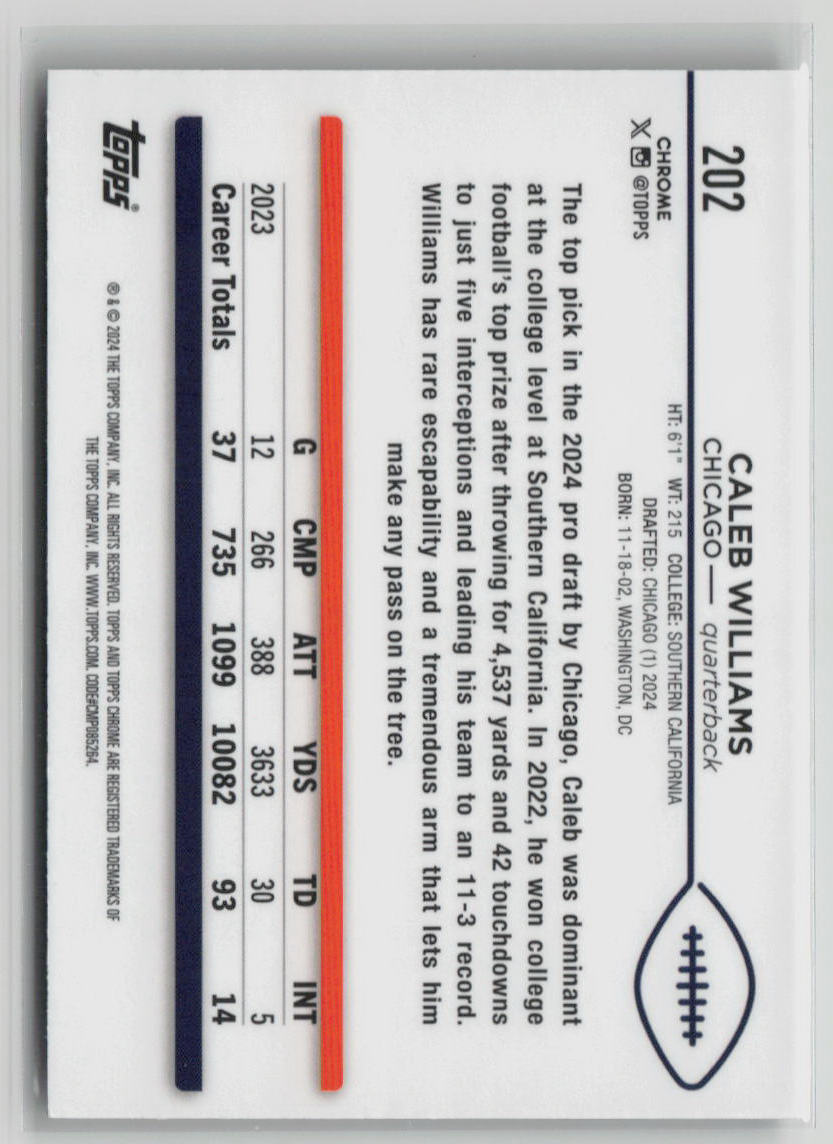 202
CALEB WILLIAMS
CHICAGO — quarterback
CHROME
X @TOPPS
HT: 6'1" WT: 215 COLLEGE: SOUTHERN CALIFORNIA
DRAFTED: CHICAGO (1) 2024
BORN: 11-18-02, WASHINGTON, DC
The top pick in the 2024 pro draft by Chicago, Caleb was dominant
at the college level at Southern California. In 2022, he won college
football's top prize after throwing for 4,537 yards and 42 touchdowns
to just five interceptions and leading his team to an 11-3 record.
Williams has rare escapability and a tremendous arm that lets him
make any pass on the tree.
G CMP ATT YDS TD INT
2023 12 266 388 3633 30 5
Career Totals 37 735 1099 10082 93 14
topps®
® & © 2024 THE TOPPS COMPANY, INC. ALL RIGHTS RESERVED. TOPPS AND TOPPS CHROME ARE REGISTERED TRADEMARKS OF
THE TOPPS COMPANY, INC. WWW.TOPPS.COM. CODE#CMP085264.